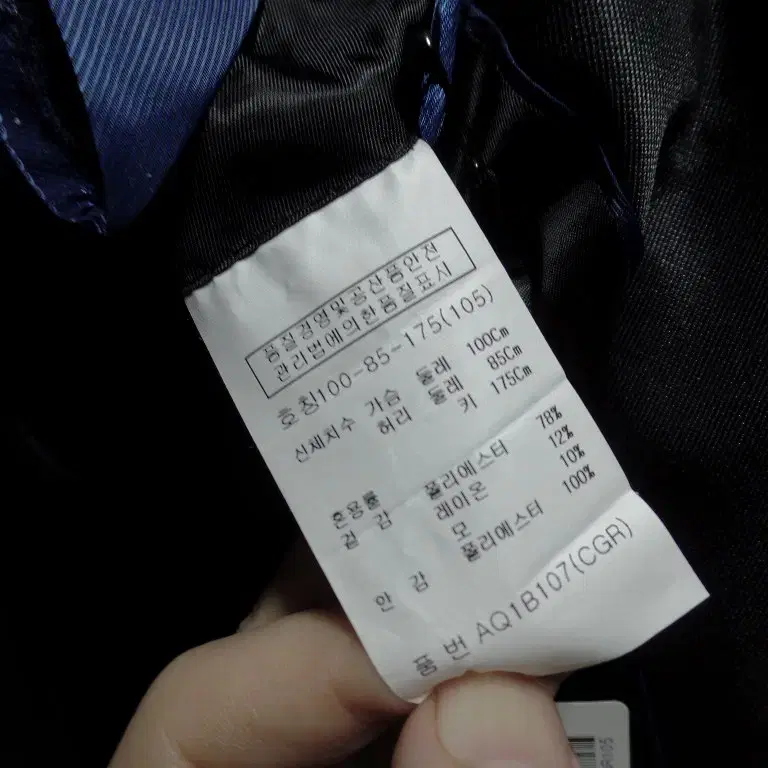 품질경영및공산품안전
관리법에의한품질표시
호칭100-85-175(105)
신체치수 가슴 둘레 100Cm
허리 둘레 85Cm
키 175Cm
혼용률
겉 감 폴리에스터 78%
레이온 12%
모 10%
안 감 폴리에스터 100%
품 번 AQ1B107(CGR)